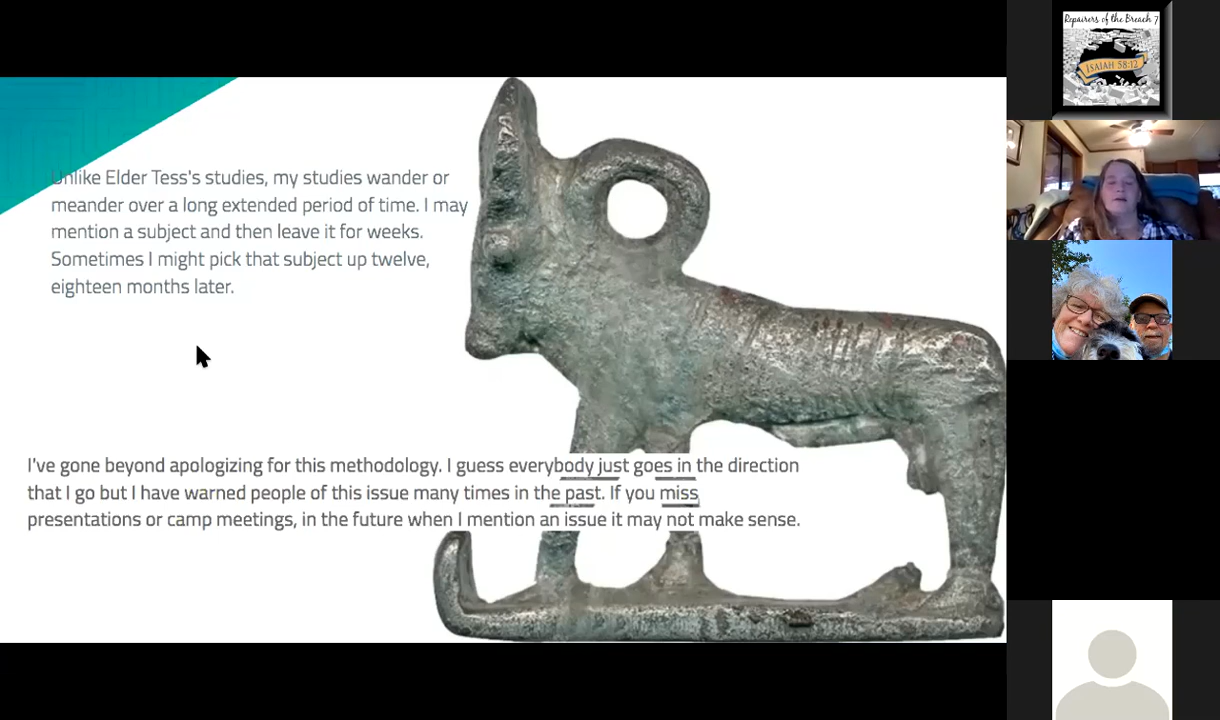 Unlike Elder Tess's studies, my studies wander or
meander over a long extended period of time. I may
mention a subject and then leave it for weeks.
Sometimes I might pick that subject up twelve,
eighteen months later.
I've gone beyond apologizing for this methodology. I guess everybody just goes in the direction
that I go but I have warned people of this issue many times in the past. If you miss
presentations or camp meetings, in the future when I mention an issue it may not make sense.
Repairers of the Breach 7
ISAIAH 58:12